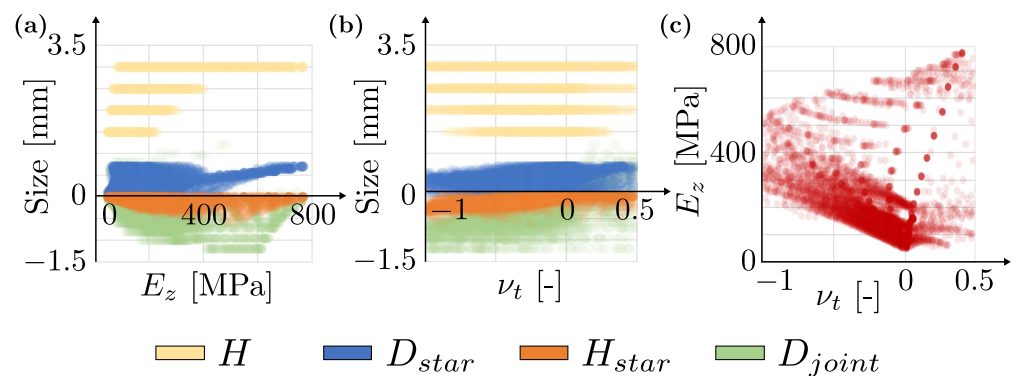 (a) (b) (c)
3.5 3.5 800
Size [mm] Size [mm] E_z [MPa]
400
0 0
0 400 800 −1 0 0.5
−1.5 −1.5 0
−1 0 0.5
E_z [MPa] ν_t [-] ν_t [-]
H D_star H_star D_joint